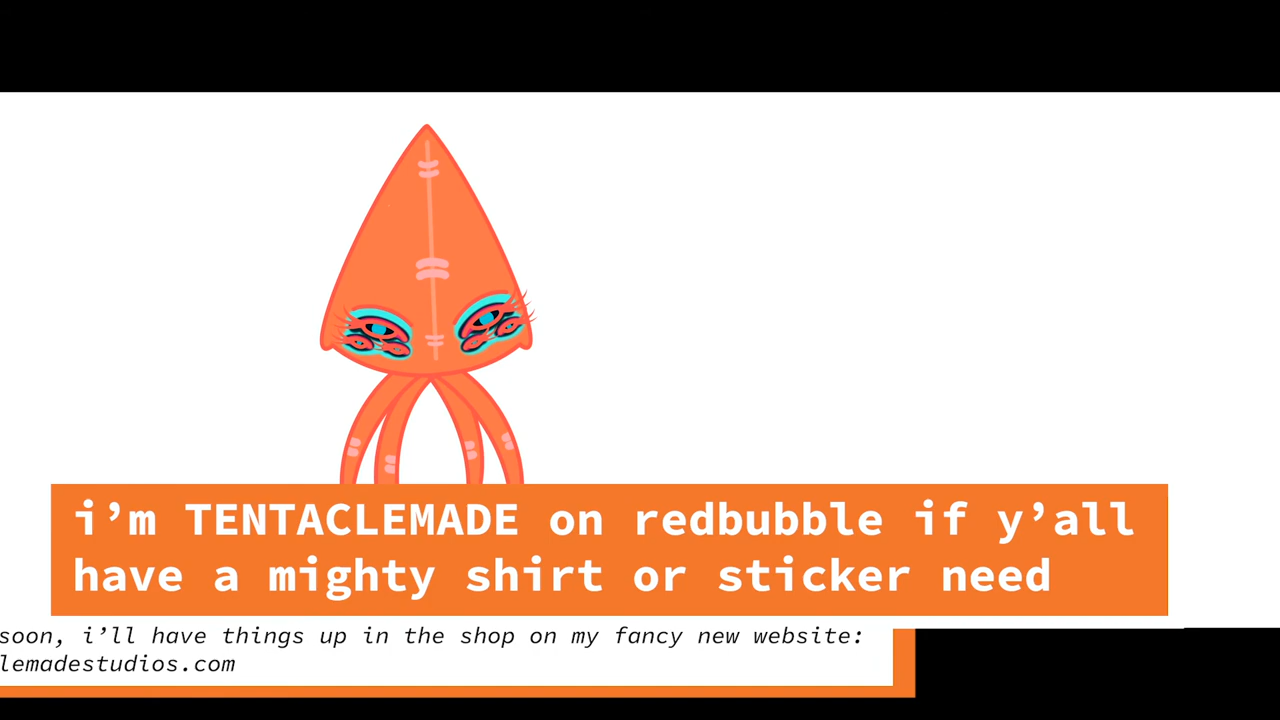 i’m TENTACLEMADE on redbubble if y’all
have a mighty shirt or sticker need
soon, i’ll have things up in the shop on my fancy new website:
lemadestudios.com